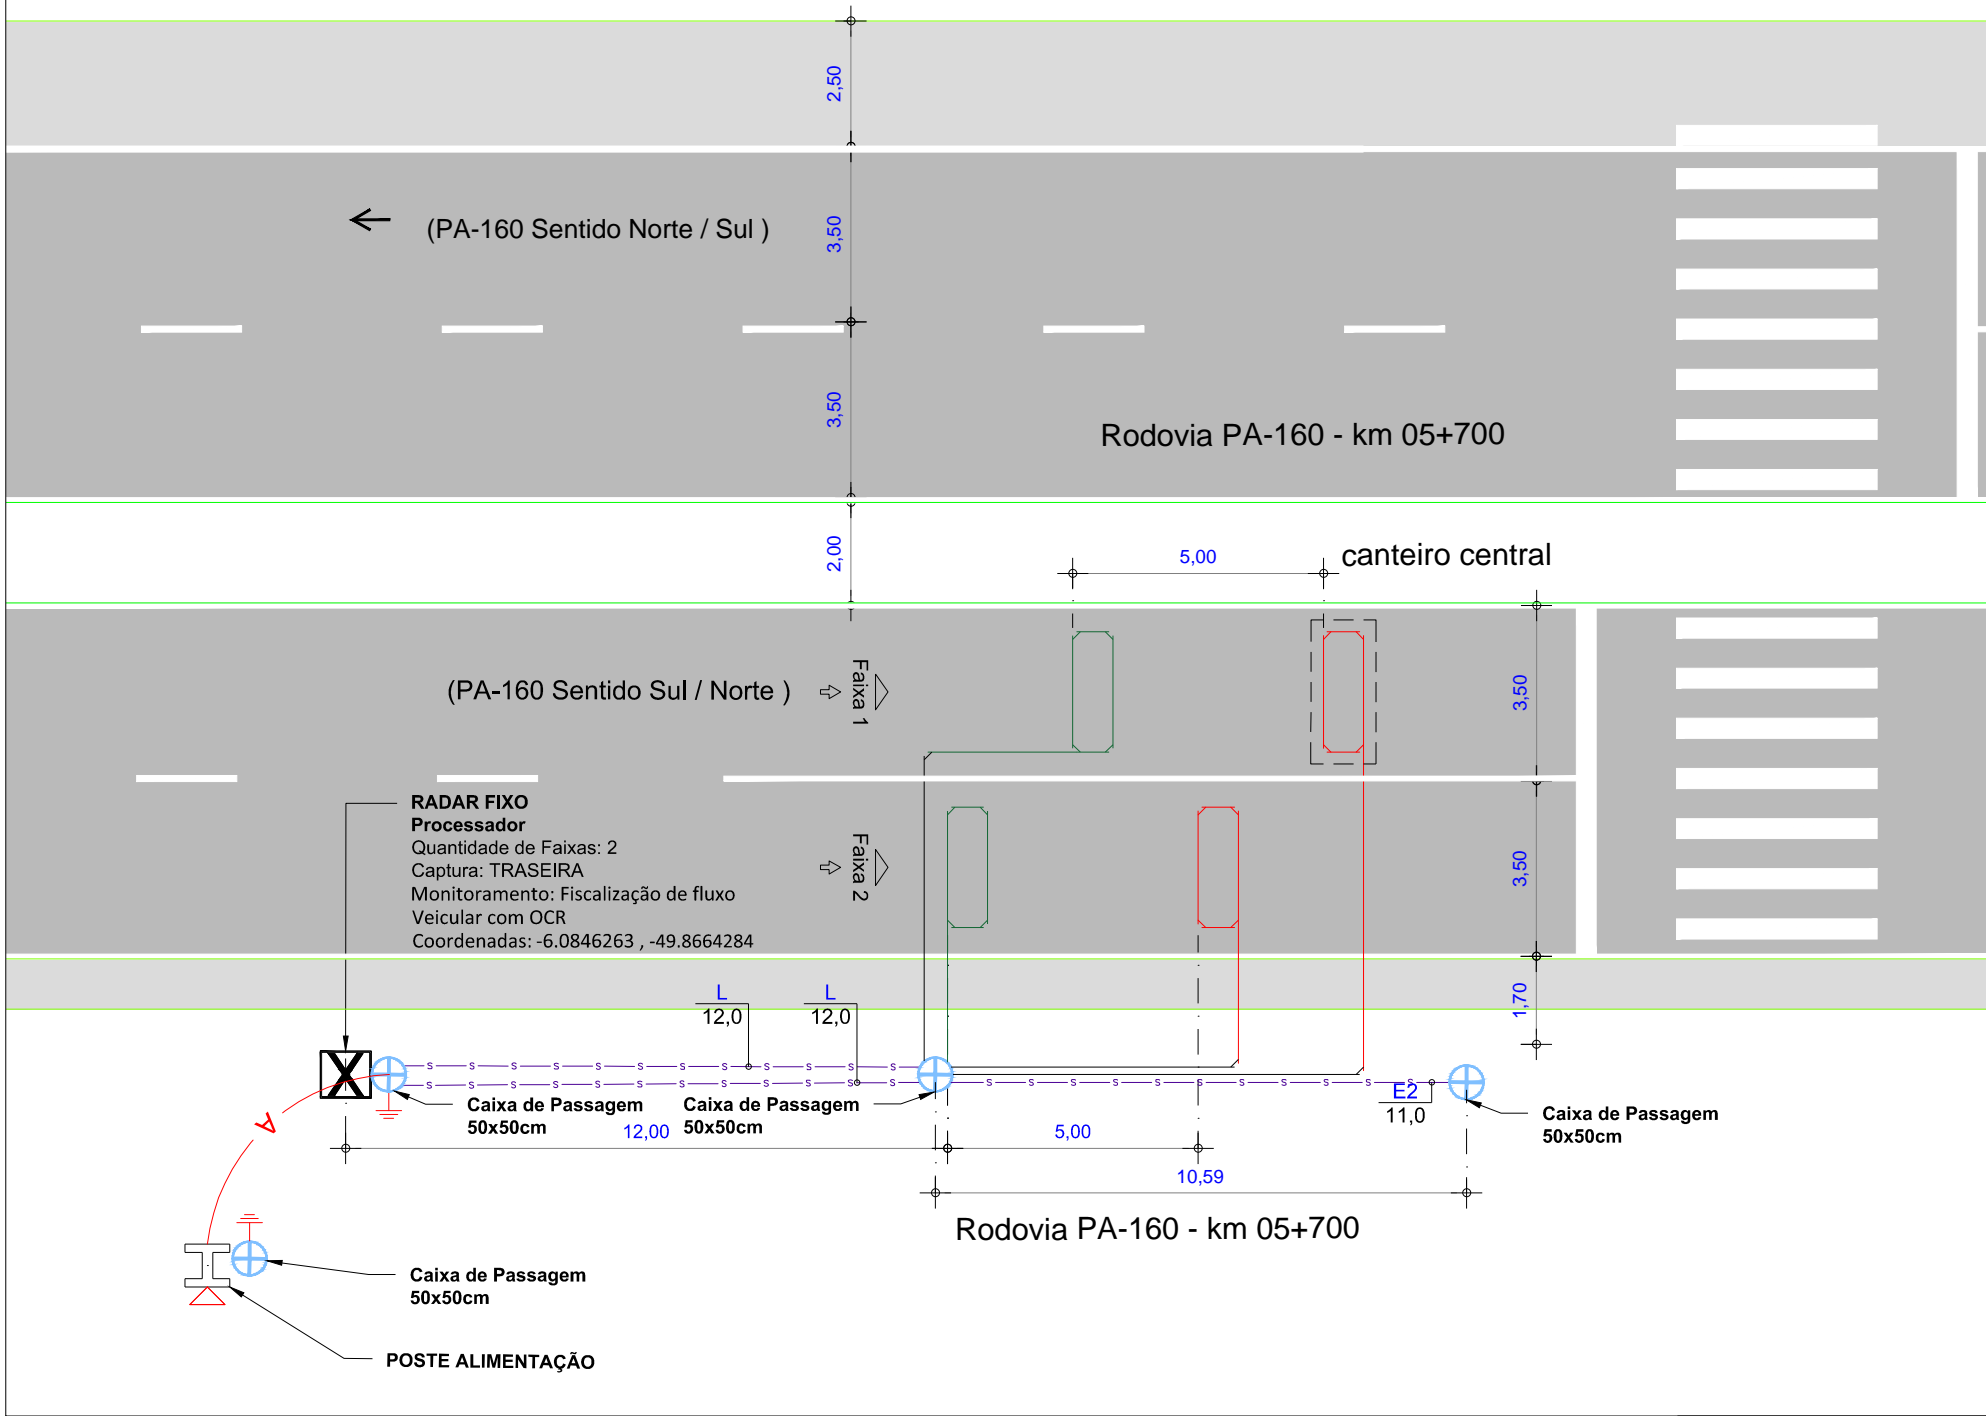 2,50
(PA-160 Sentido Norte / Sul )
3,50
3,50
Rodovia PA-160 - km 05+700
2,00
5,00
canteiro central
(PA-160 Sentido Sul / Norte )
Faixa 1
3,50
RADAR FIXO
Processador
Quantidade de Faixas: 2
Captura: TRASEIRA
Monitoramento: Fiscalização de fluxo
Veicular com OCR
Coordenadas: -6.0846263 , -49.8664284
Faixa 2
3,50
1,70
L
12,0
L
12,0
X
S S S S S S S S S S S
S S S S S S S S S S S S S S S S S S S S S S
E2
11,0
Caixa de Passagem
50x50cm
Caixa de Passagem
50x50cm
Caixa de Passagem
50x50cm
A
12,00
5,00
10,59
Rodovia PA-160 - km 05+700
Caixa de Passagem
50x50cm
POSTE ALIMENTAÇÃO